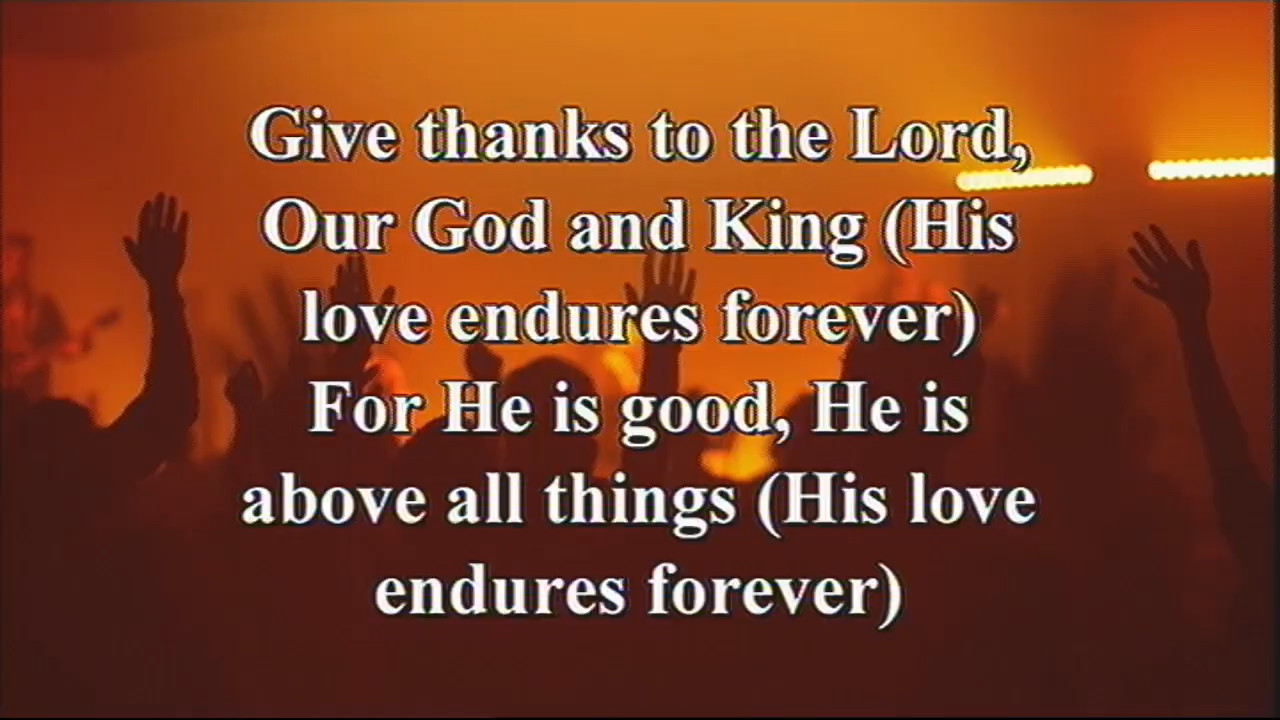 Give thanks to the Lord,
Our God and King (His
love endures forever)
For He is good, He is
above all things (His love
endures forever)